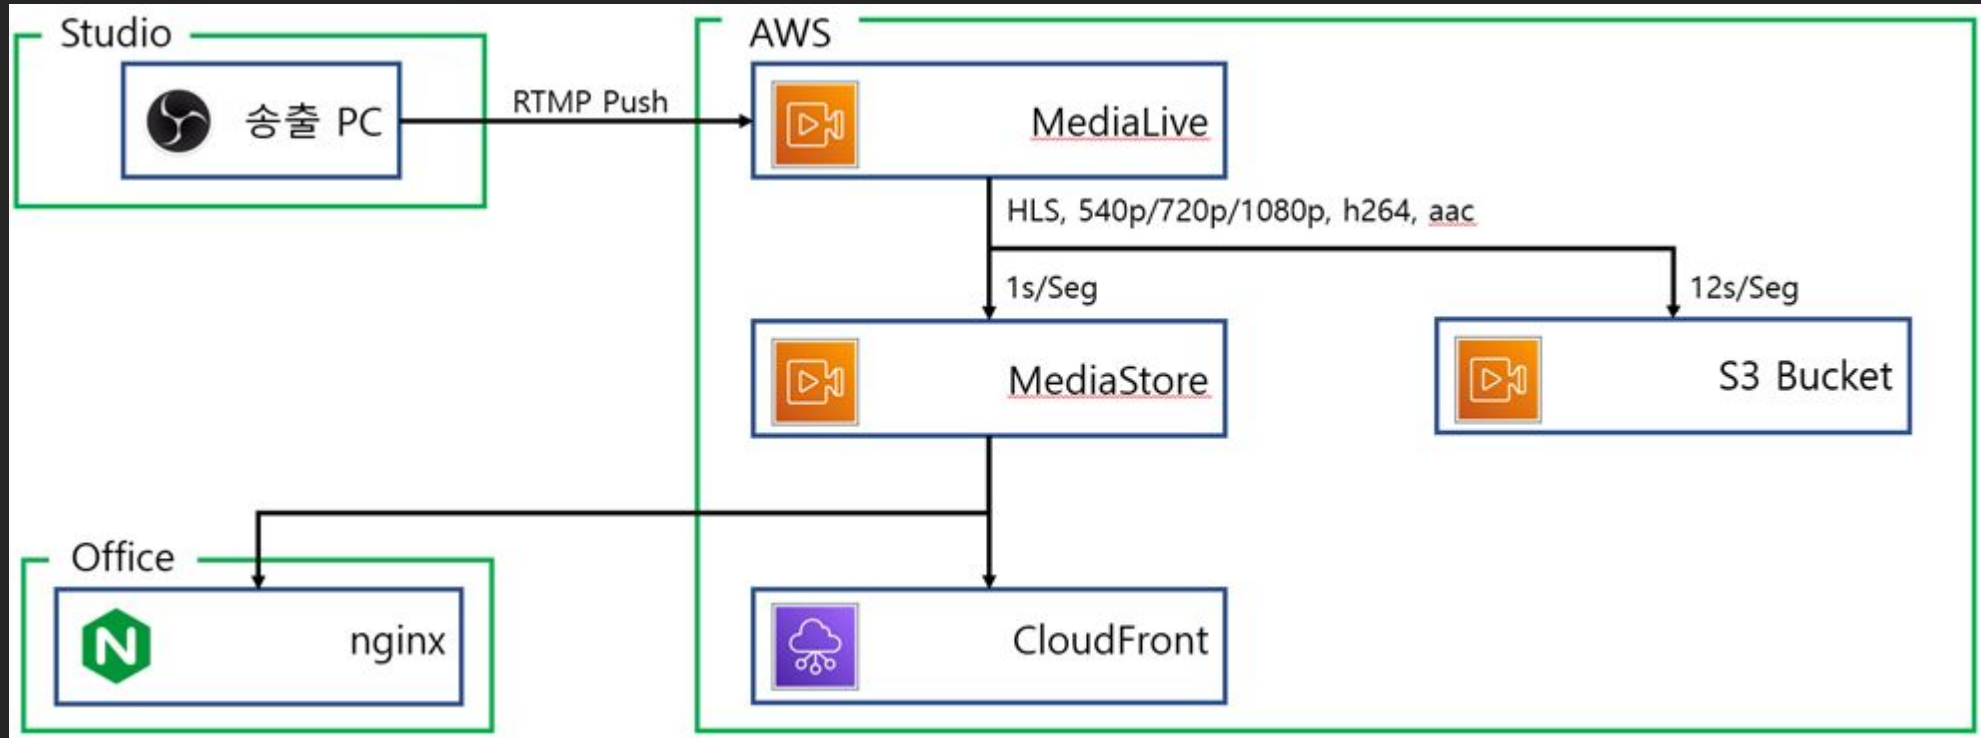 Studio
AWS
송출 PC
RTMP Push
MediaLive
HLS, 540p/720p/1080p, h264, aac
1s/Seg
12s/Seg
MediaStore
S3 Bucket
Office
nginx
CloudFront